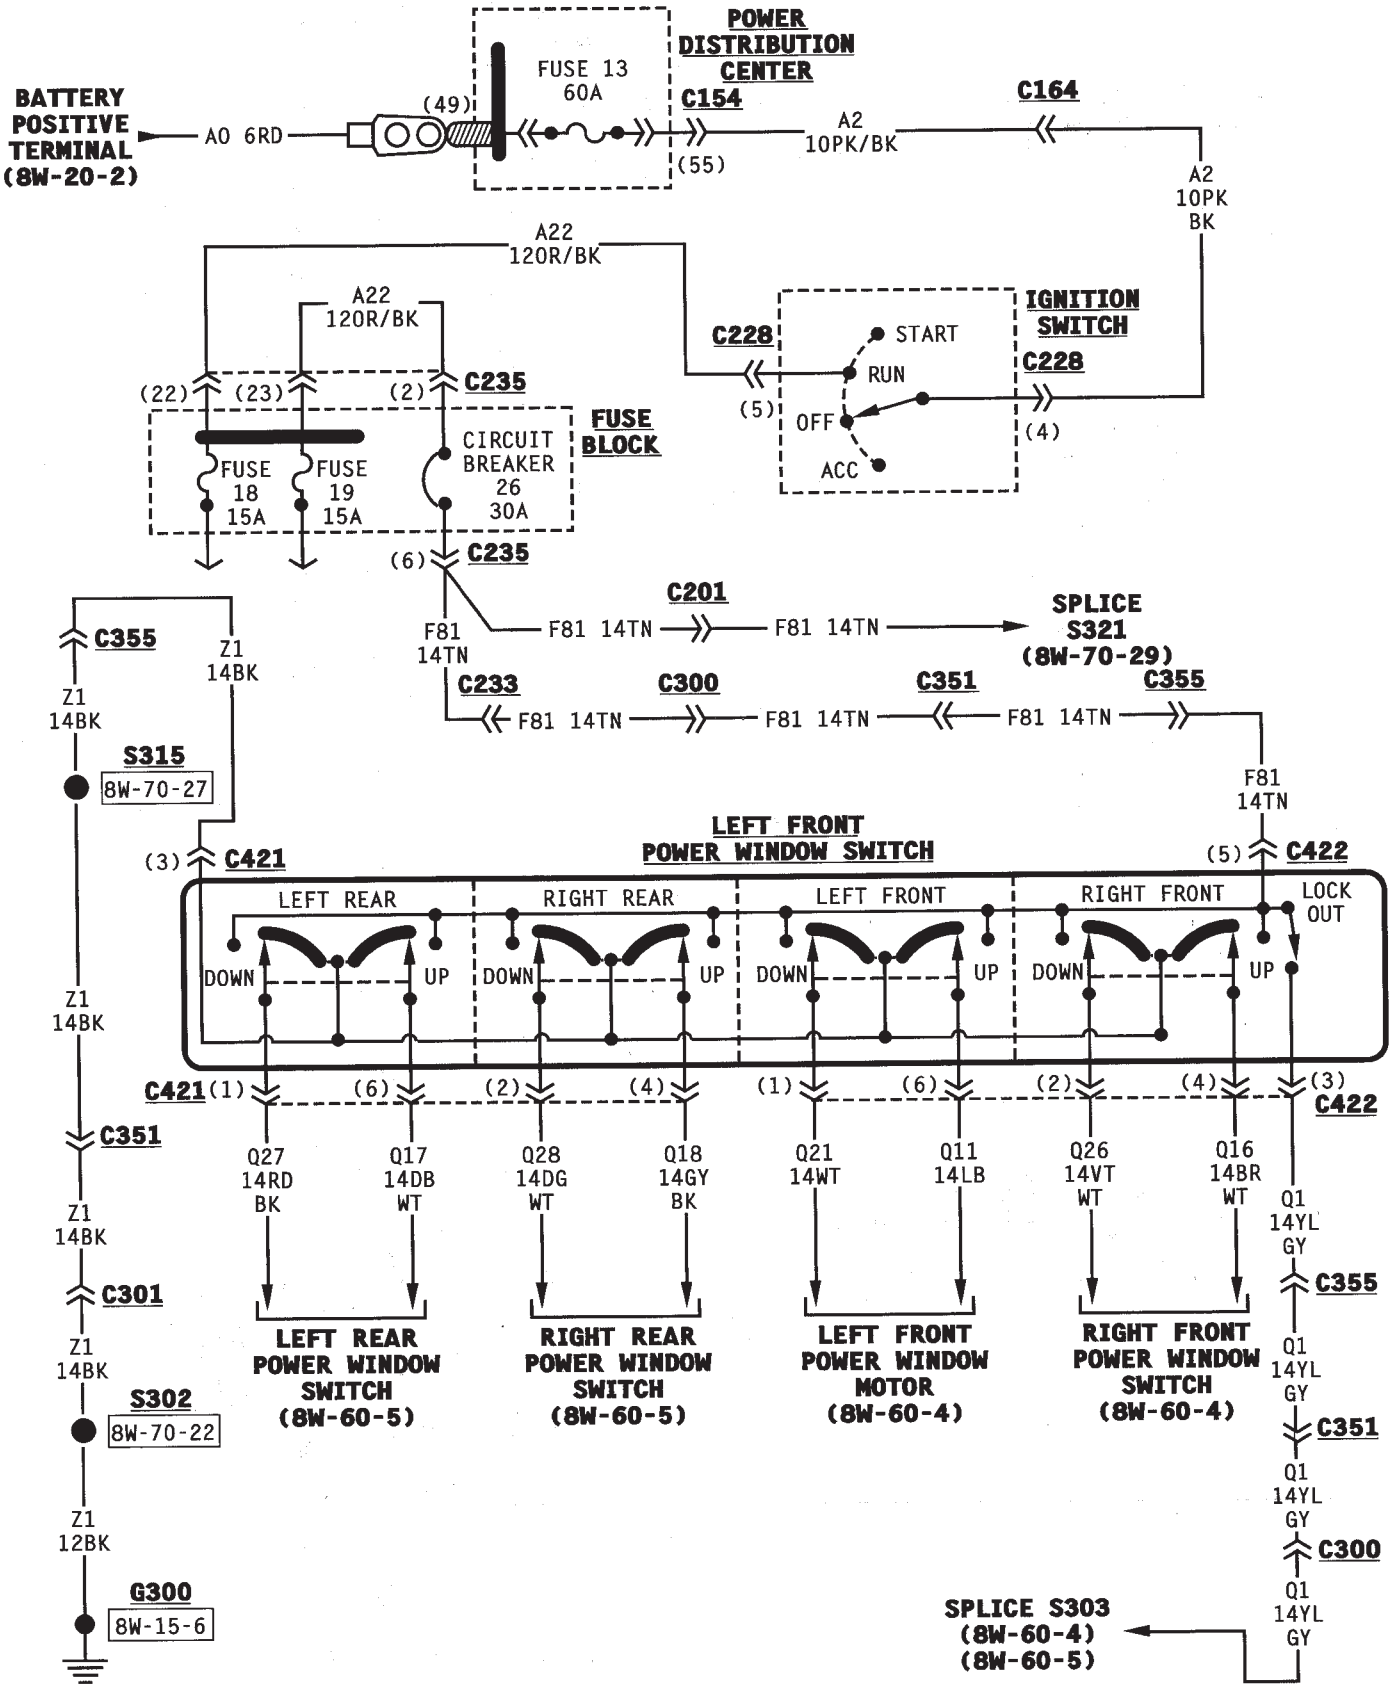 POWER
DISTRIBUTION
CENTER
FUSE 13
60A
C154
(55)
C164
BATTERY
POSITIVE
TERMINAL
(8W-20-2)
A0 6RD
(49)
A2
10PK/BK
A2
10PK
BK
A22
12OR/BK
A22
12OR/BK
IGNITION
SWITCH
START
RUN
OFF
ACC
C228
(5)
C228
(4)
(22)
(23)
(2)
C235
FUSE
BLOCK
FUSE
18
15A
FUSE
19
15A
CIRCUIT
BREAKER
26
30A
(6)
C235
C201
F81 14TN
F81 14TN
SPLICE
S321
(8W-70-29)
F81
14TN
C233
F81 14TN
C300
F81 14TN
C351
F81 14TN
C355
F81
14TN
C355
Z1
14BK
Z1
14BK
S315
8W-70-27
LEFT FRONT
POWER WINDOW SWITCH
(3)
C421
(5)
C422
LEFT REAR
RIGHT REAR
LEFT FRONT
RIGHT FRONT
LOCK
OUT
DOWN
UP
DOWN
UP
DOWN
UP
DOWN
UP
Z1
14BK
C421
(1)
(6)
(2)
(4)
(1)
(6)
(2)
(4)
(3)
C422
C351
Q27
14RD
BK
Q17
14DB
WT
Q28
14DG
WT
Q18
14GY
BK
Q21
14WT
Q11
14LB
Q26
14VT
WT
Q16
14BR
WT
Q1
14YL
GY
Z1
14BK
C301
C355
LEFT REAR
POWER WINDOW
SWITCH
(8W-60-5)
RIGHT REAR
POWER WINDOW
SWITCH
(8W-60-5)
LEFT FRONT
POWER WINDOW
MOTOR
(8W-60-4)
RIGHT FRONT
POWER WINDOW
SWITCH
(8W-60-4)
Z1
14BK
Q1
14YL
GY
S302
8W-70-22
C351
Q1
14YL
GY
Z1
12BK
C300
G300
8W-15-6
Q1
14YL
GY
SPLICE S303
(8W-60-4)
(8W-60-5)